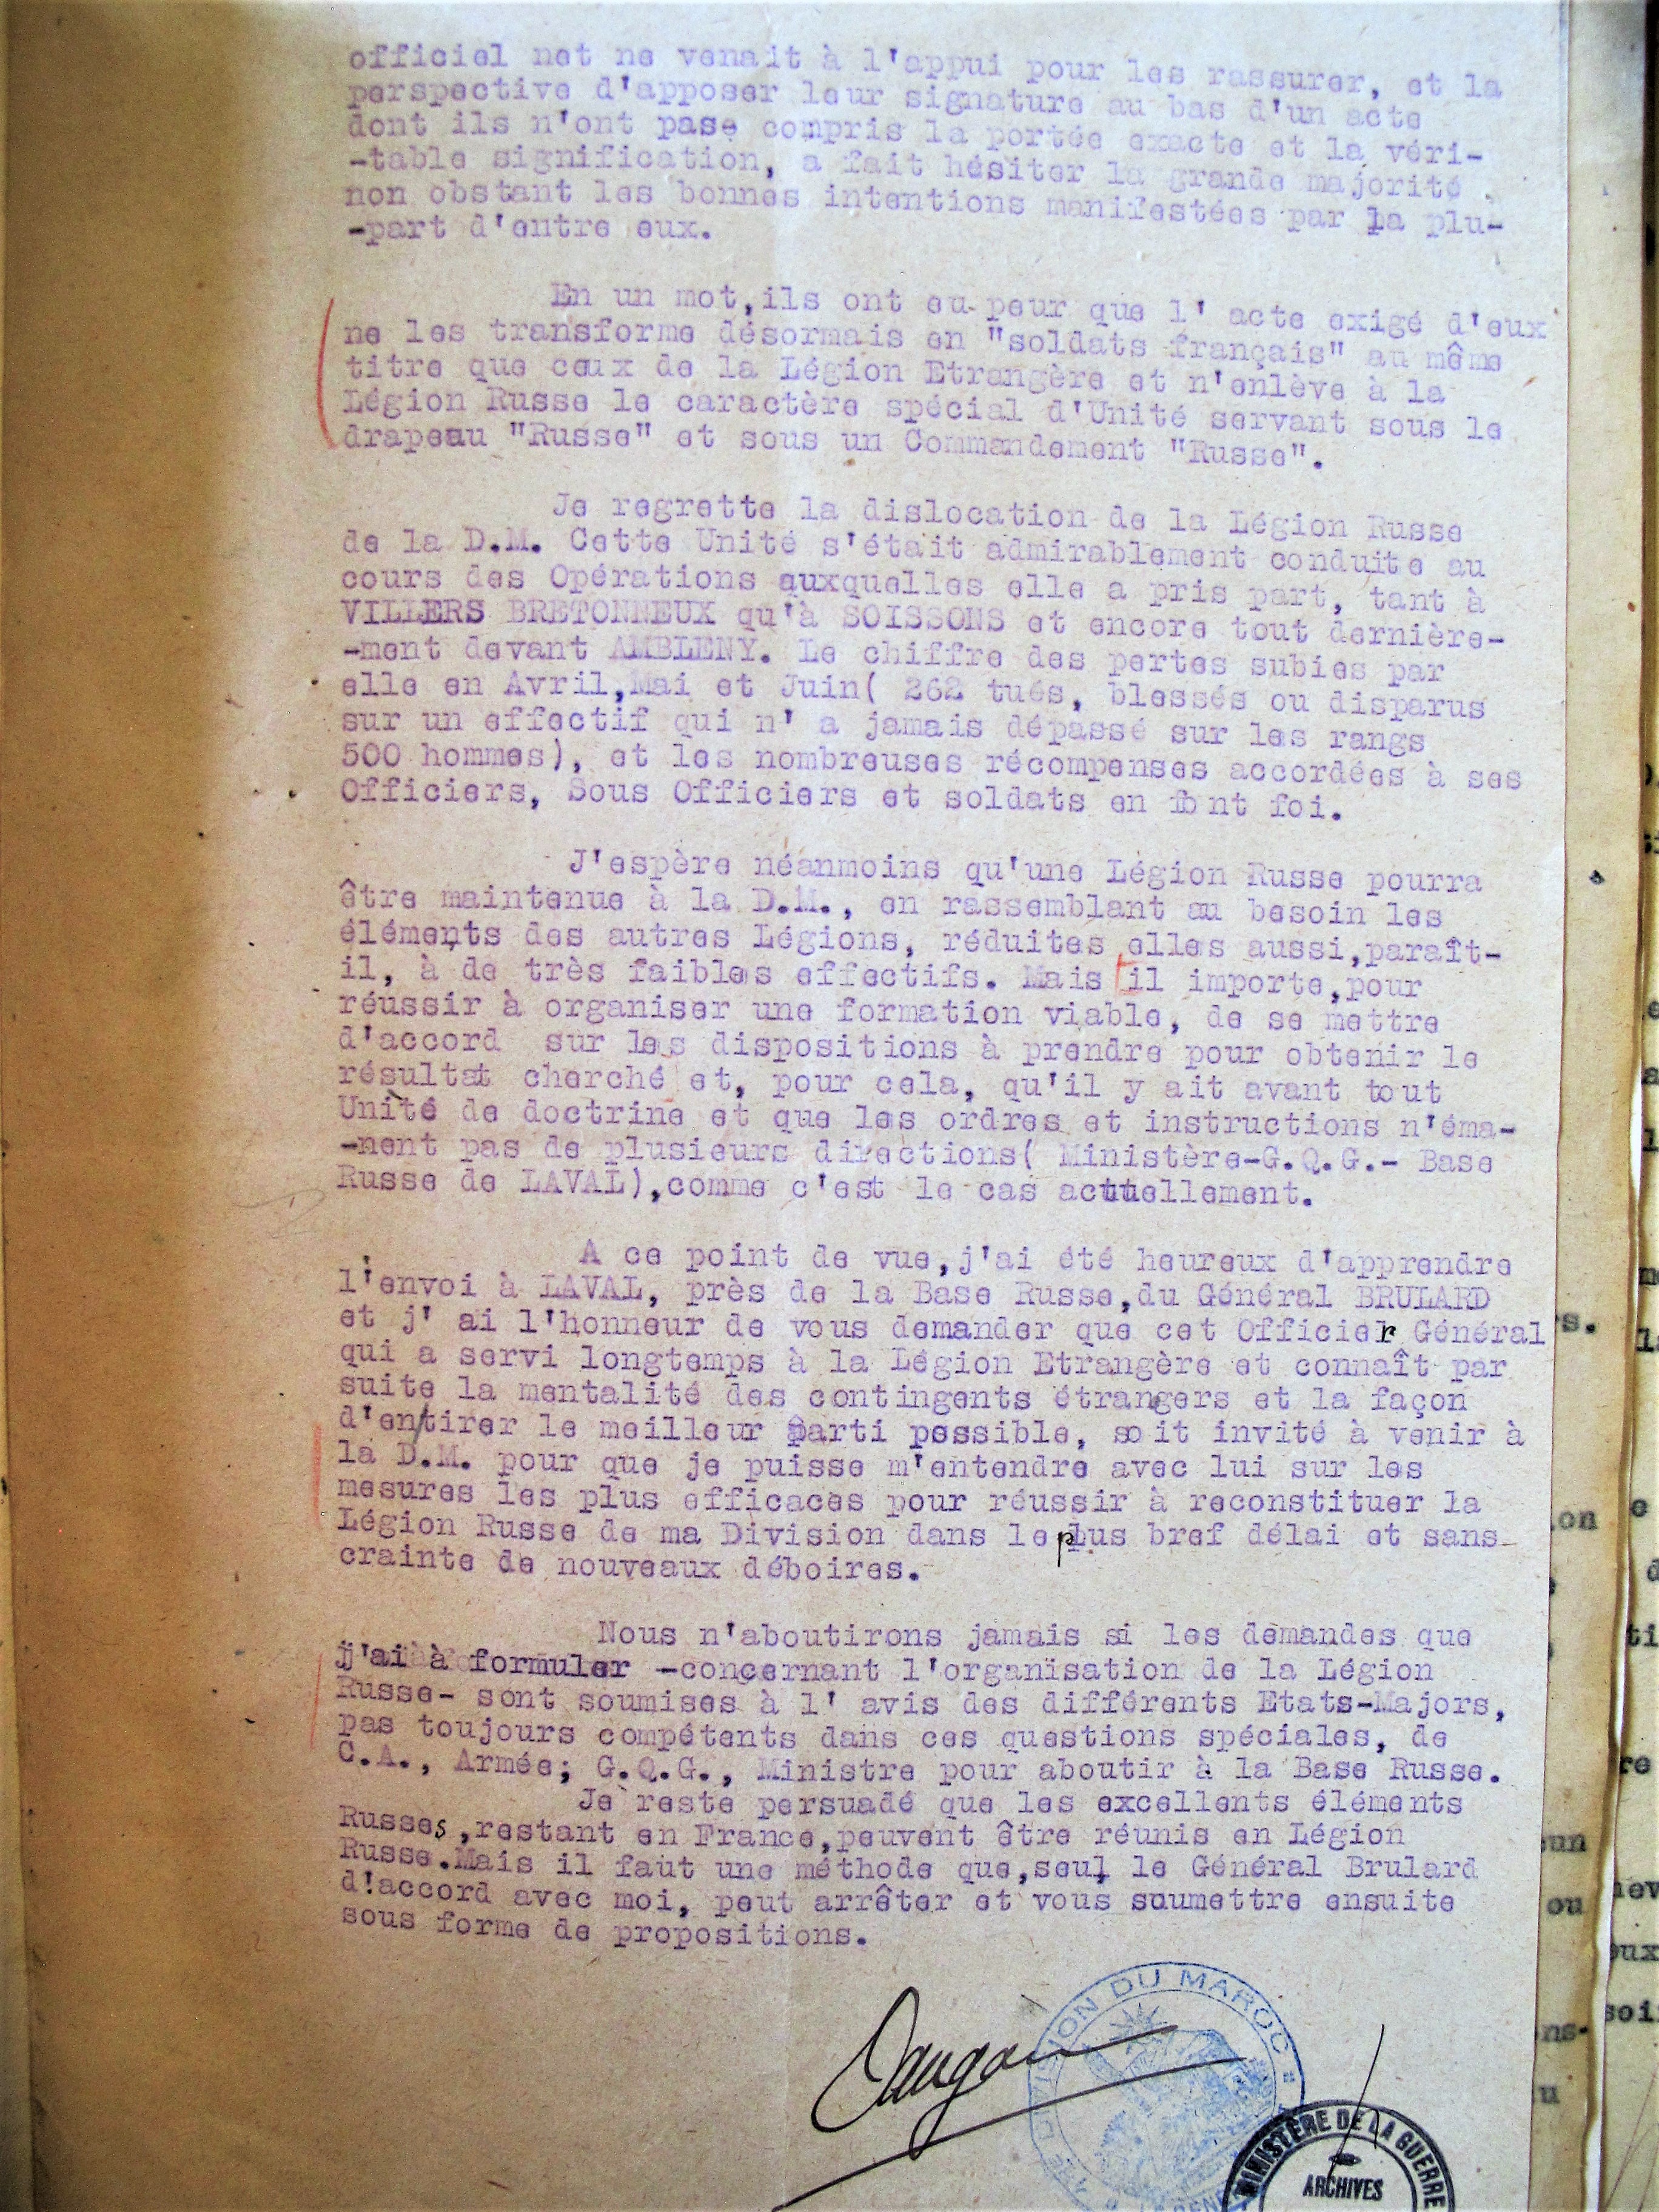 officiel net ne venait à l'appui pour les rassurer, et la
perspective d'apposer leur signature au bas d'un acte
dont ils n'ont pase compris la portée exacte et la véri-
-table signification, a fait hésiter la grande majorité
non obstant les bonnes intentions manifestées par la plu-
-part d'entre eux.
En un mot,ils ont eu peur que l' acte exigé d'eux
ne les transforme désormais en "soldats français" au même
titre que ceux de la Légion Etrangère et n'enlève à la
Légion Russe le caractère spécial d'Unité servant sous le
drapeau "Russe" et sous un Commandement "Russe".
Je regrette la dislocation de la Légion Russe
de la D.M. Cette Unité s'était admirablement conduite au
cours des Opérations auxquelles elle a pris part, tant à
VILLERS BRETONNEUX qu'à SOISSONS et encore tout dernière-
-ment devant AMBLENY. Le chiffre des pertes subies par
elle en Avril,Mai et Juin( 262 tués, blessés ou disparus
sur un effectif qui n' a jamais dépassé sur les rangs
500 hommes), et les nombreuses récompenses accordées à ses
Officiers, Sous Officiers et soldats en font foi.
J'espère néanmoins qu'une Légion Russe pourra
être maintenue à la D.M., en rassemblant au besoin les
éléments des autres Légions, réduites elles aussi,paraît-
il, à de très faibles effectifs. Mais il importe,pour
réussir à organiser une formation viable, de se mettre
d'accord sur les dispositions à prendre pour obtenir le
résultat cherché et, pour cela, qu'il y ait avant tout
Unité de doctrine et que les ordres et instructions n'éma-
-nent pas de plusieurs directions( Ministère-G.Q.G.- Base
Russe de LAVAL),comme c'est le cas actuellement.
A ce point de vue,j'ai été heureux d'apprendre
l'envoi à LAVAL, près de la Base Russe,du Général BRULARD
et j' ai l'honneur de vous demander que cet Officier Général
qui a servi longtemps à la Légion Etrangère et connaît par
suite la mentalité des contingents étrangers et la façon
d'en/tirer le meilleur parti possible, soit invité à venir à
la D.M. pour que je puisse m'entendre avec lui sur les
mesures les plus efficaces pour réussir à reconstituer la
Légion Russe de ma Division dans le plus bref délai et sans
crainte de nouveaux déboires.
Nous n'aboutirons jamais si les demandes que
j'ai à formuler -concernant l'organisation de la Légion
Russe- sont soumises à l' avis des différents Etats-Majors,
pas toujours compétents dans ces questions spéciales, de
C.A., Armée; G.Q.G., Ministre pour aboutir à la Base Russe.
Je reste persuadé que les excellents éléments
Russes,restant en France,peuvent être réunis en Légion
Russe.Mais il faut une méthode que,seul le Général Brulard
d'accord avec moi, peut arrêter et vous soumettre ensuite
sous forme de propositions.
Daugan
DIVISION DU MAROC
MINISTÈRE DE LA GUERRE
ARCHIVES